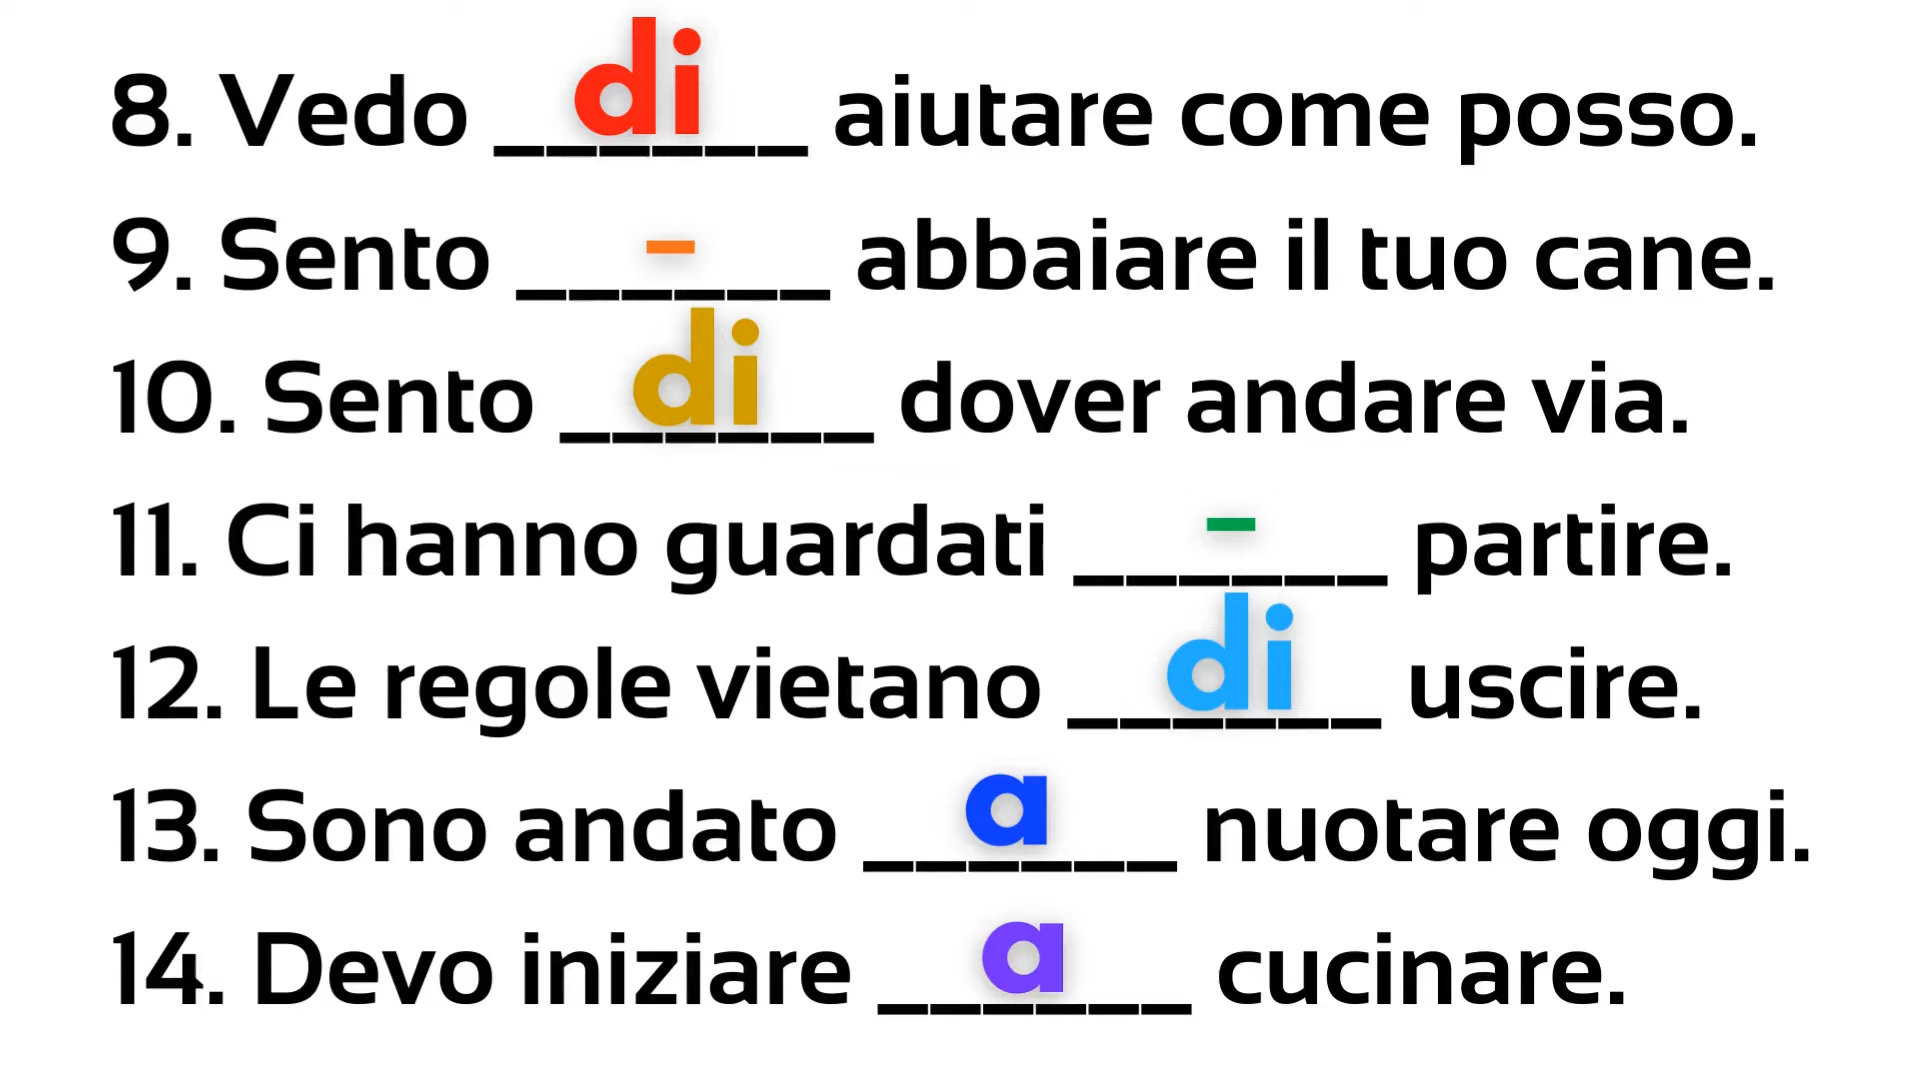 8. Vedo di aiutare come posso.
9. Sento - abbaiare il tuo cane.
10. Sento di dover andare via.
11. Ci hanno guardati - partire.
12. Le regole vietano di uscire.
13. Sono andato a nuotare oggi.
14. Devo iniziare a cucinare.